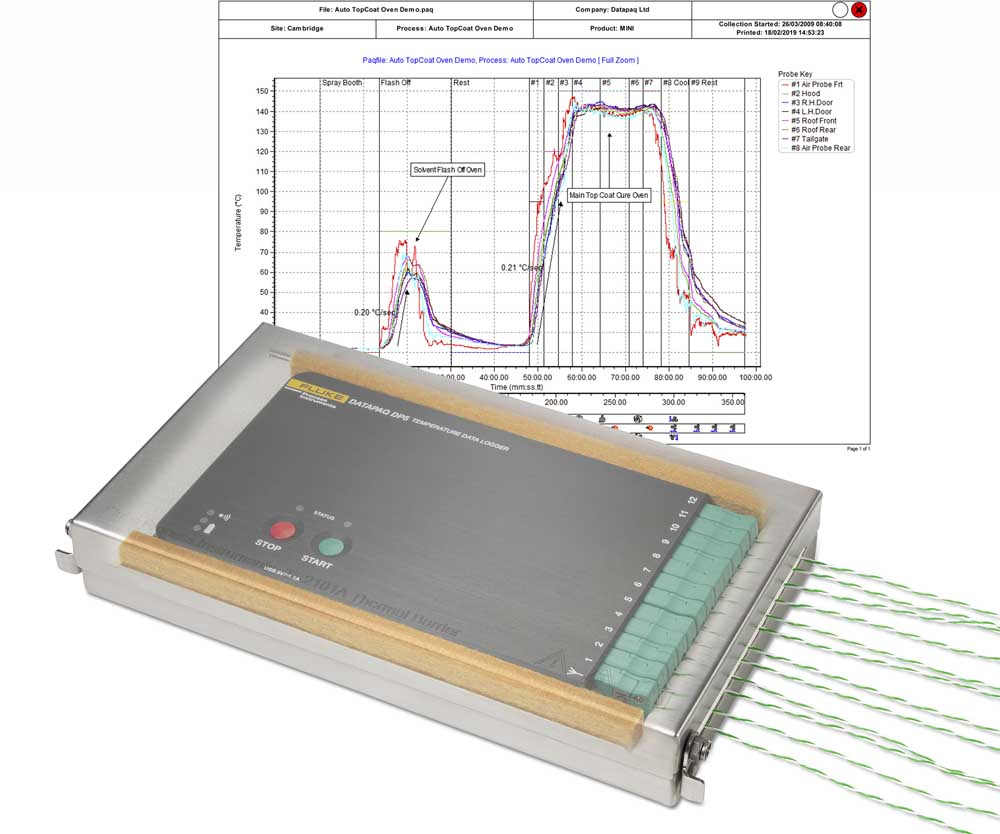 File: Auto TopCoat Oven Demo.paq
Company: Datapaq Ltd
Site: Cambridge
Process: Auto TopCoat Oven Demo
Product: MINI
Collection Started: 26/03/2009 08:40:08
Printed: 18/02/2019 14:53:23
Paqfile: Auto TopCoat Oven Demo, Process: Auto TopCoat Oven Demo [ Full Zoom ]
Spray Booth Flash Off Rest #1 #2 #3 #4 #5 #6 #7 #8 Cool #9 Rest
Probe Key
#1 Air Probe Frt
#2 Hood
#3 R.H.Door
#4 L.H.Door
#5 Roof Front
#6 Roof Rear
#7 Tailgate
#8 Air Probe Rear
Temperature (°C)
150
140
130
120
110
100
90
80
70
60
50
40
Solvent Flash Off Oven
Main Top Coat Cure Oven
0.21 °C/sec
0.20 °C/sec
40:00.00 50:00.00 60:00.00 70:00.00 80:00.00 90:00.00 100:00.00
Time (mm:ss.tt)
200.00 250.00 300.00 350.00
Page 1 of 1
FLUKE
Process Instruments
DATAPAQ DP5 TEMPERATURE DATA LOGGER
STATUS
STOP
START
USB 5V 1.1A
2101A Thermal Barrier
1 2 3 4 5 6 7 8 9 10 11 12